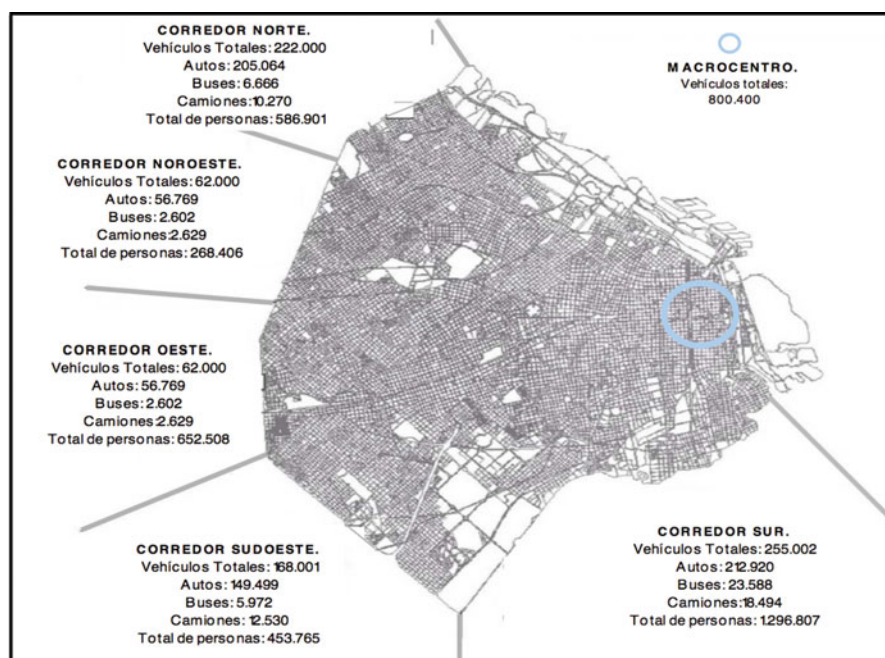 CORREDOR NORTE.
Vehículos Totales: 222.000
Autos: 205.064
Buses: 6.666
Camiones: 10.270
Total de personas: 586.901
MACROCENTRO.
Vehículos totales:
800.400
CORREDOR NOROESTE.
Vehículos Totales: 62.000
Autos: 56.769
Buses: 2.602
Camiones:2.629
Total de personas: 268.406
CORREDOR OESTE.
Vehículos Totales: 62.000
Autos: 56.769
Buses: 2.602
Camiones:2.629
Total de personas: 652.508
CORREDOR SUDOESTE.
Vehículos Totales: 168.001
Autos: 149.499
Buses: 5.972
Camiones: 12.530
Total de personas: 453.765
CORREDOR SUR.
Vehículos Totales: 255.002
Autos: 212.920
Buses: 23.588
Camiones:18.494
Total de personas: 1.296.807